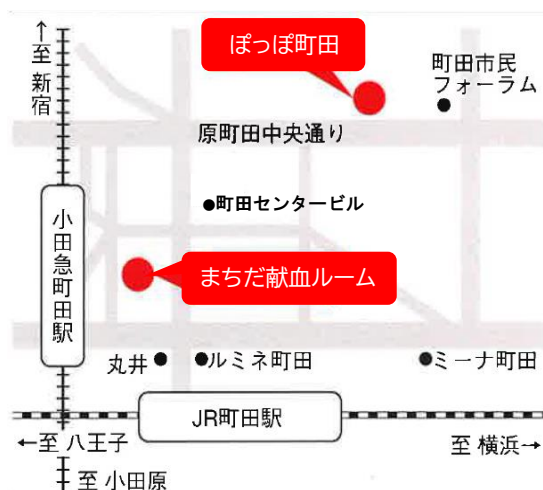 ←至 新宿
ぽっぽ町田
町田市民
フォーラム
原町田中央通り
●町田センタービル
小田急町田駅
まちだ献血ルーム
丸井
ルミネ町田
ミーナ町田
JR町田駅
←至 八王子
至 横浜→
至 小田原